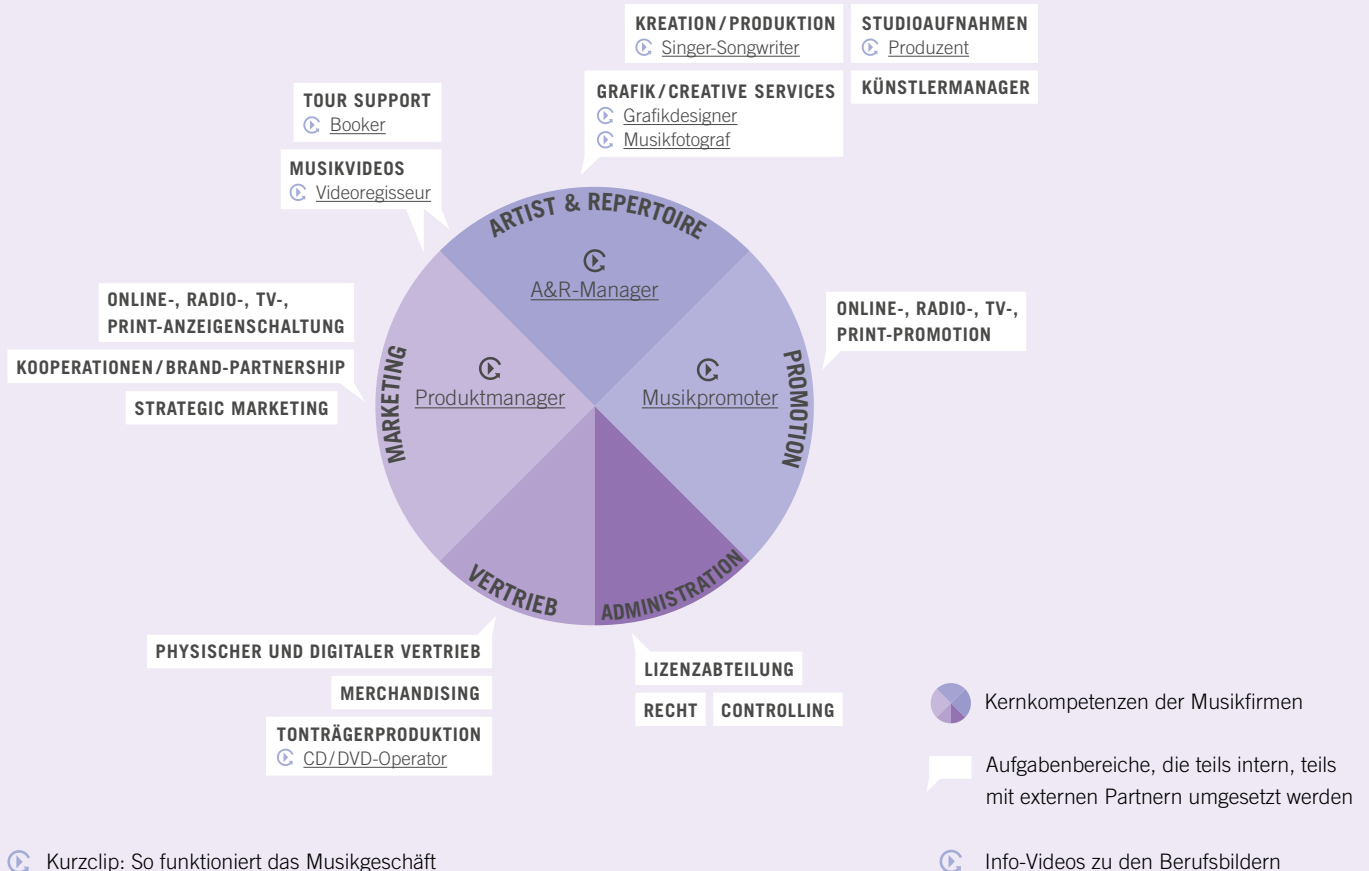 KREATION / PRODUKTION
Singer-Songwriter
STUDIOAUFNAHMEN
Produzent
GRAFIK / CREATIVE SERVICES
Grafikdesigner
Musikfotograf
KÜNSTLERMANAGER
TOUR SUPPORT
Booker
MUSIKVIDEOS
Videoregisseur
ARTIST & REPERTOIRE
A&R-Manager
ONLINE-, RADIO-, TV-,
PRINT-ANZEIGENSCHALTUNG
KOOPERATIONEN / BRAND-PARTNERSHIP
STRATEGIC MARKETING
MARKETING
Produktmanager
Musikpromoter
PROMOTION
ONLINE-, RADIO-, TV-,
PRINT-PROMOTION
VERTRIEB
ADMINISTRATION
PHYSISCHER UND DIGITALER VERTRIEB
MERCHANDISING
TONTRÄGERPRODUKTION
CD / DVD-Operator
LIZENZABTEILUNG
RECHT
CONTROLLING
Kernkompetenzen der Musikfirmen
Aufgabenbereiche, die teils intern, teils
mit externen Partnern umgesetzt werden
Kurzclip: So funktioniert das Musikgeschäft
Info-Videos zu den Berufsbildern